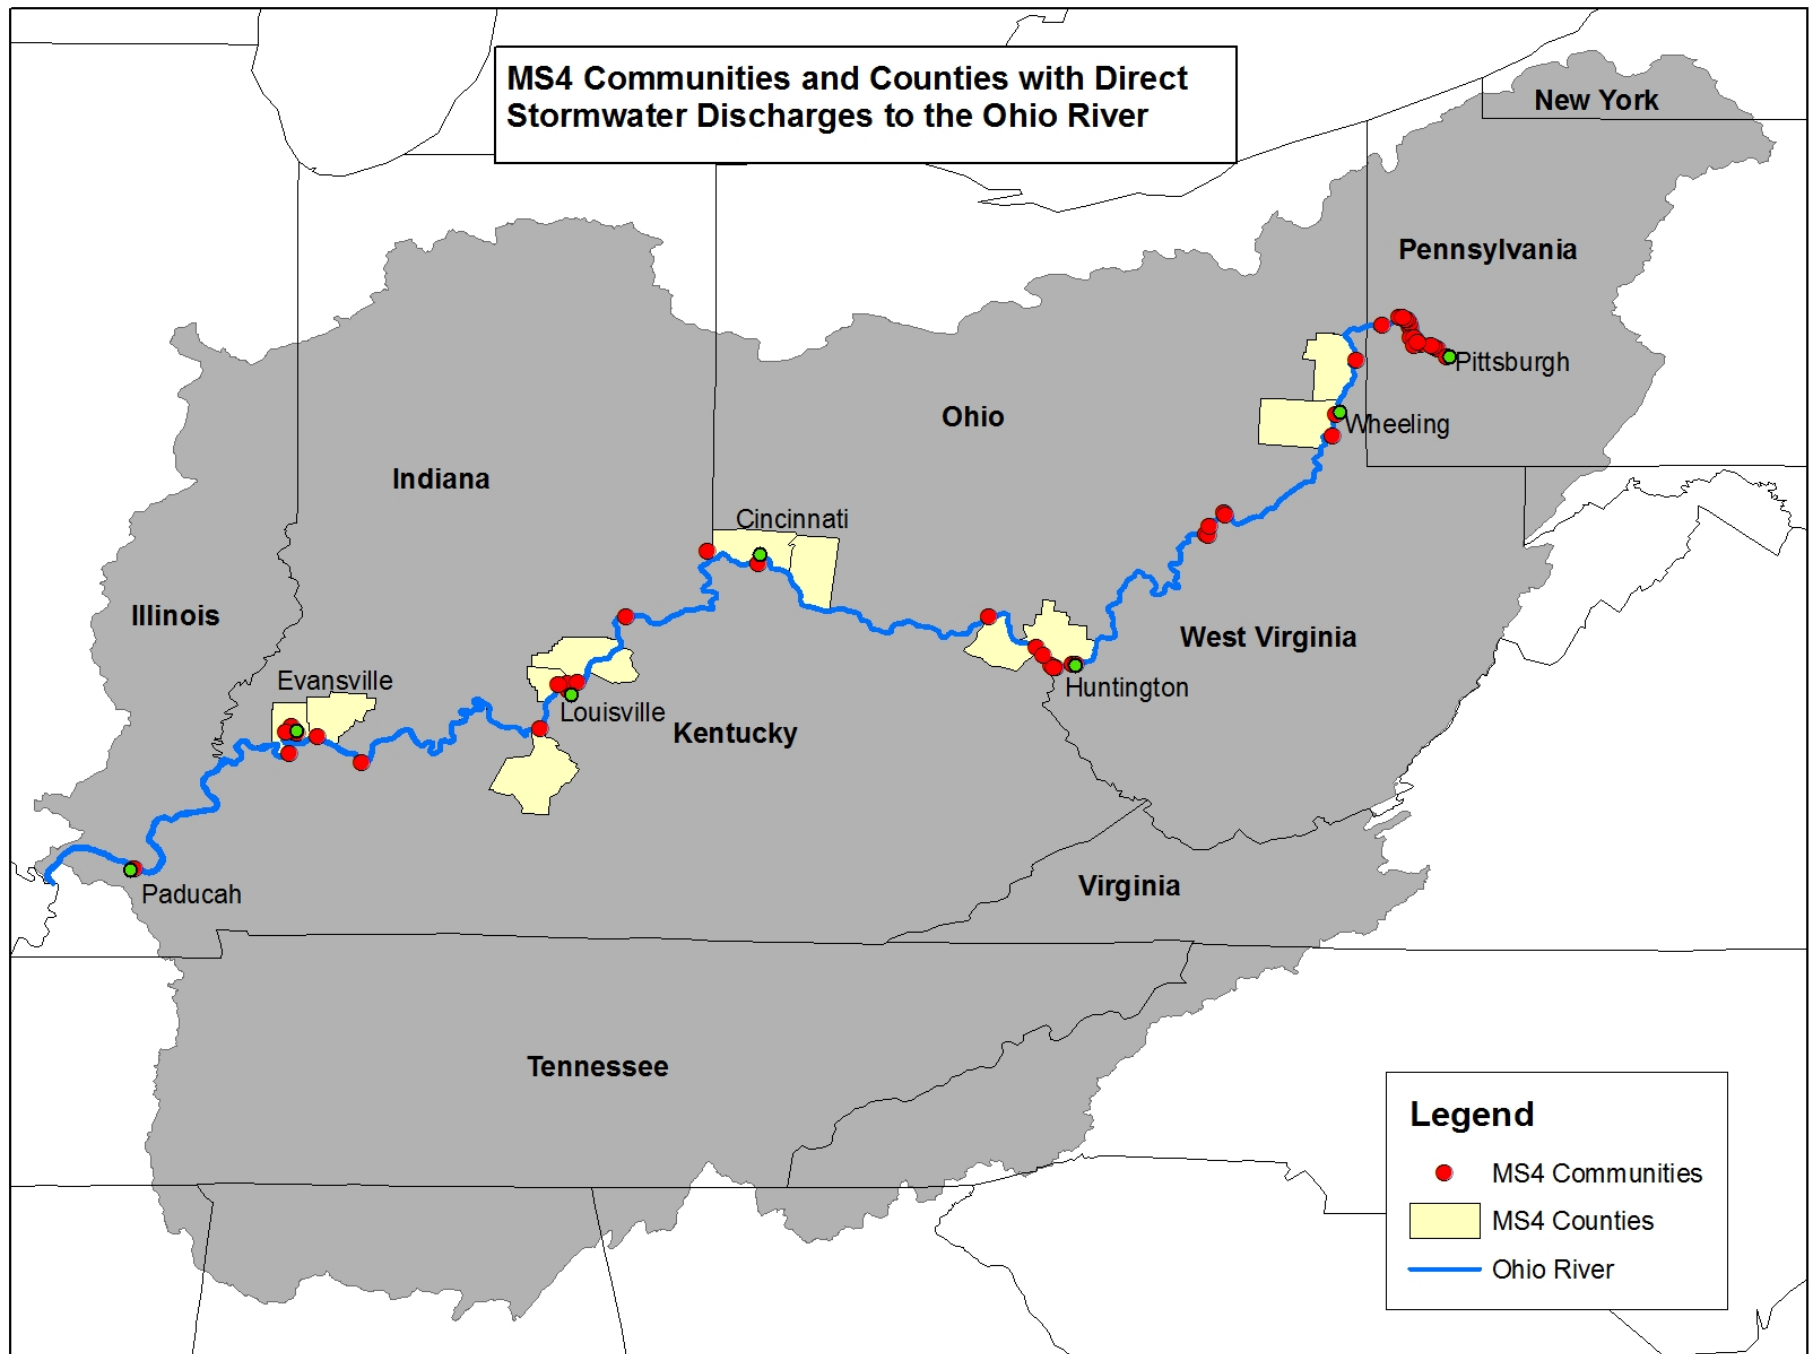 MS4 Communities and Counties with Direct
Stormwater Discharges to the Ohio River
New York
Pennsylvania
Pittsburgh
Ohio
Wheeling
Indiana
Cincinnati
Illinois
West Virginia
Evansville
Huntington
Louisville
Kentucky
Paducah
Virginia
Tennessee
Legend
MS4 Communities
MS4 Counties
Ohio River